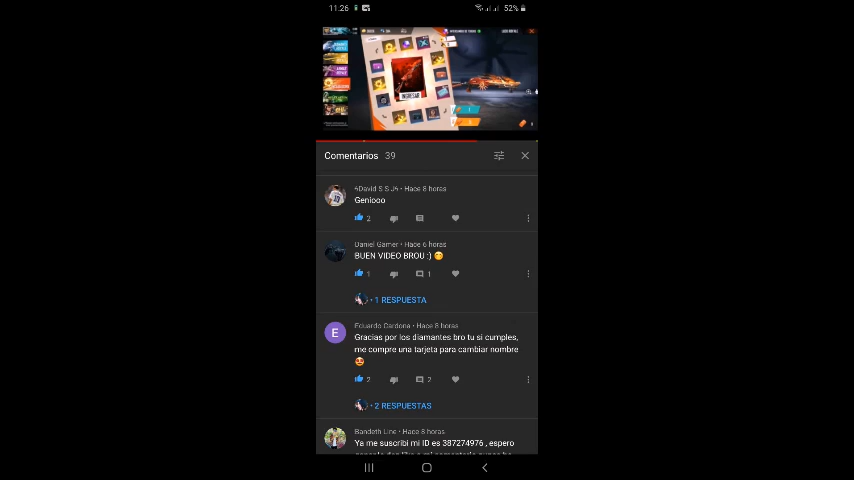 11.26
52%
INGRESAR
Comentarios 39
ϟDavid S S Jϟ • Hace 8 horas
Geniooo
2
Daniel Gamer • Hace 6 horas
BUEN VIDEO BROU :) 😊
1 1
• 1 RESPUESTA
E
Eduardo Cardona • Hace 8 horas
Gracias por los diamantes bro tu si cumples,
me compre una tarjeta para cambiar nombre
🤩
2 2
• 2 RESPUESTAS
Bandeth Line • Hace 8 horas
Ya me suscribi mi ID es 387274976 , espero